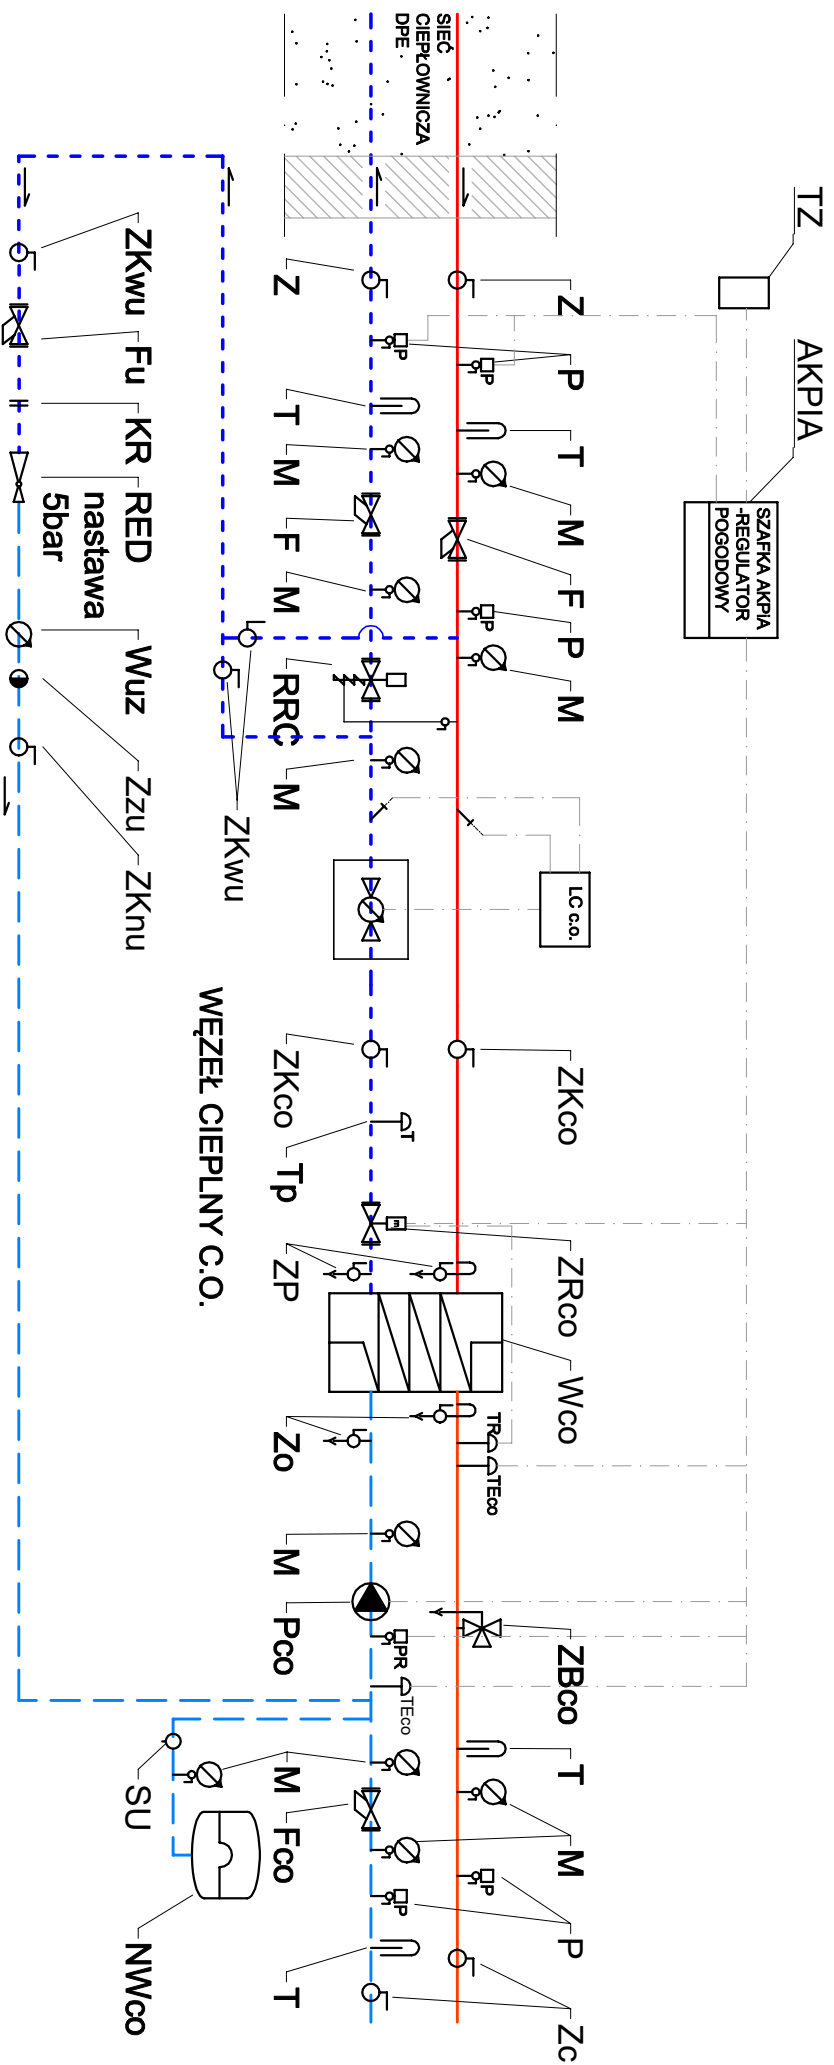 TZ
AKPIA
SZAFKA AKPiA
-REGULATOR
POGODOWY
SIEĆ
CIEPŁOWNICZA
DPE
LC c.o.
Z
P
T
M
F
P
M
ZKco
ZRco
Wco
ZBco
T
M
P
Zc
P
P
P
m
TR
TEco
P
P
T
PR
TEco
P
Z
T
M
F
M
RRC
M
ZKco
Tp
ZP
Zo
M
Pco
M
Fco
T
ZKwu
WĘZEŁ CIEPLNY C.O.
ZKwu
Fu
KR
RED
nastawa
5bar
Wuz
Zzu
ZKnu
SU
NWco